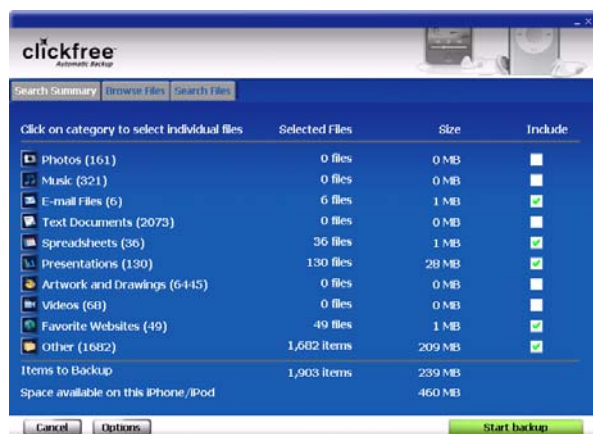 clickfree
Automatic Backup
Search Summary Browse Files Search Files
Click on category to select individual files Selected Files Size Include
Photos (161) 0 files 0 MB
Music (321) 0 files 0 MB
E-mail Files (6) 6 files 1 MB
Text Documents (2073) 0 files 0 MB
Spreadsheets (36) 36 files 1 MB
Presentations (130) 130 files 28 MB
Artwork and Drawings (6445) 0 files 0 MB
Videos (68) 0 files 0 MB
Favorite Websites (49) 49 files 1 MB
Other (1682) 1,682 items 209 MB
Items to Backup 1,903 items 239 MB
Space available on this iPhone/iPod 460 MB
Cancel Options Start backup